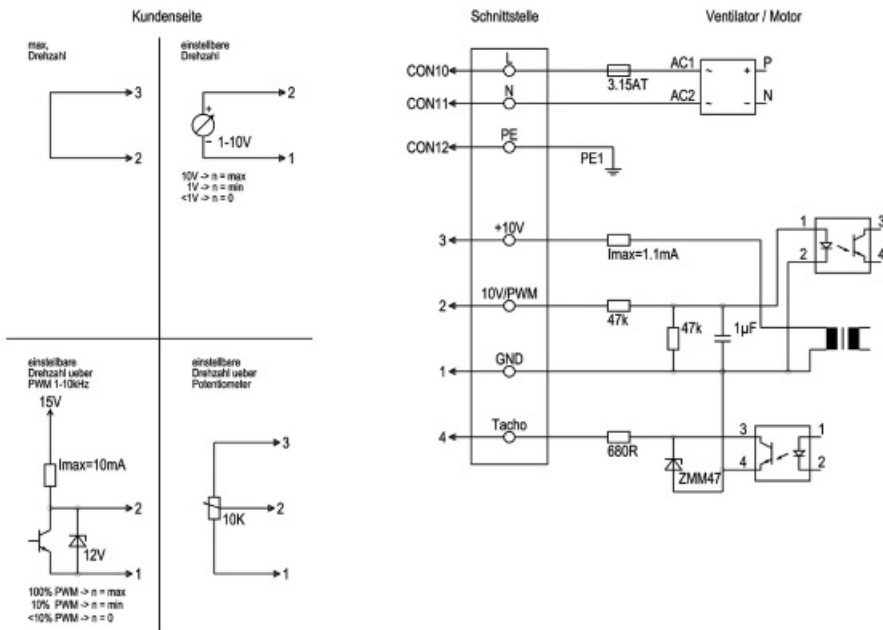 Kundenseite
Schnittstelle
Ventilator / Motor
max,
Drehzahl
3
2
einstellbare
Drehzahl
2
+
1-10V
-
1
10V -> n = max
1V -> n = min
<1V -> n = 0
einstellbare
Drehzahl ueber
PWM 1-10kHz
15V
Imax=10mA
2
12V
1
100% PWM -> n = max
10% PWM -> n = min
<10% PWM -> n = 0
einstellbare
Drehzahl ueber
Potentiometer
3
2
10K
1
CON10
L
3.15AT
AC1
~
+
P
CON11
N
AC2
~
-
N
CON12
PE
PE1
3
+10V
Imax=1.1mA
1
2
3
4
2
10V/PWM
47k
47k
1µF
1
GND
4
Tacho
680R
ZMM47
3
4
1
2